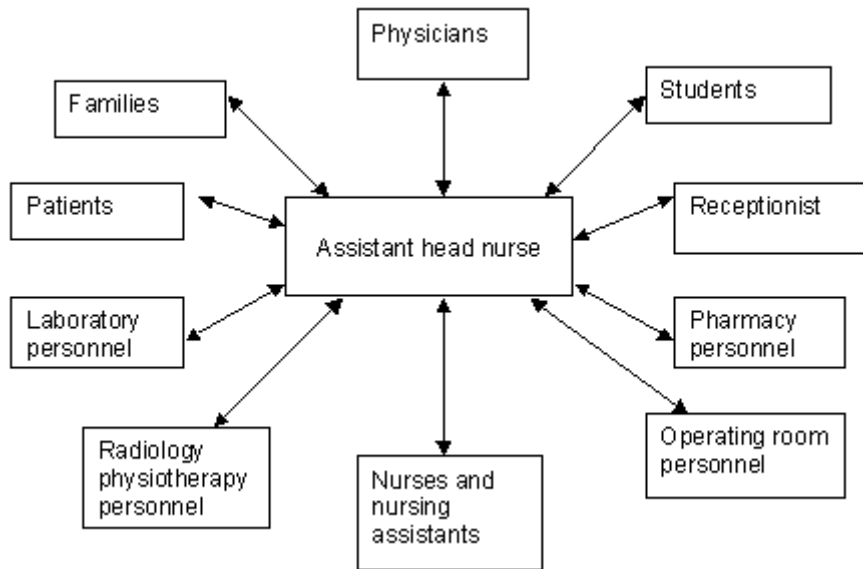 Physicians
Families
Students
Patients
Receptionist
Assistant head nurse
Laboratory
personnel
Pharmacy
personnel
Radiology
physiotherapy
personnel
Nurses and
nursing
assistants
Operating room
personnel